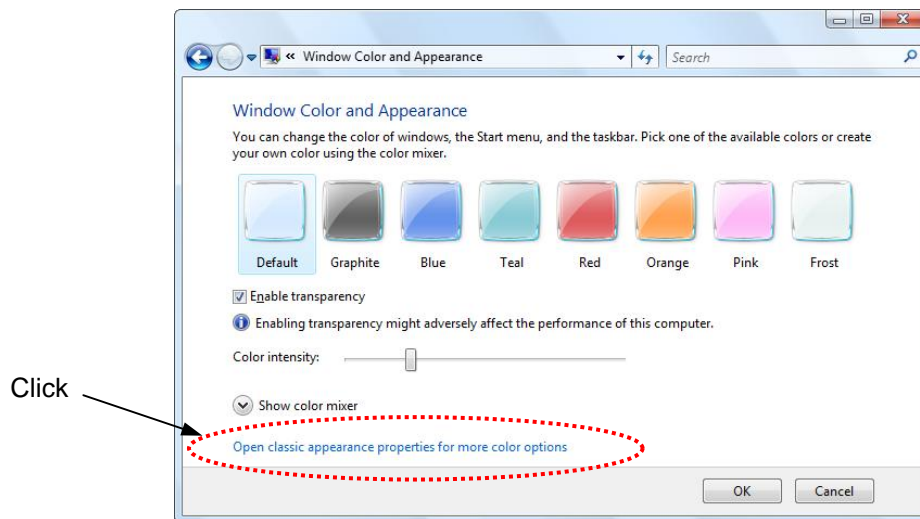 « Window Color and Appearance
Search
Window Color and Appearance
You can change the color of windows, the Start menu, and the taskbar. Pick one of the available colors or create
your own color using the color mixer.
Default Graphite Blue Teal Red Orange Pink Frost
Enable transparency
Enabling transparency might adversely affect the performance of this computer.
Color intensity:
Click
Show color mixer
Open classic appearance properties for more color options
OK Cancel